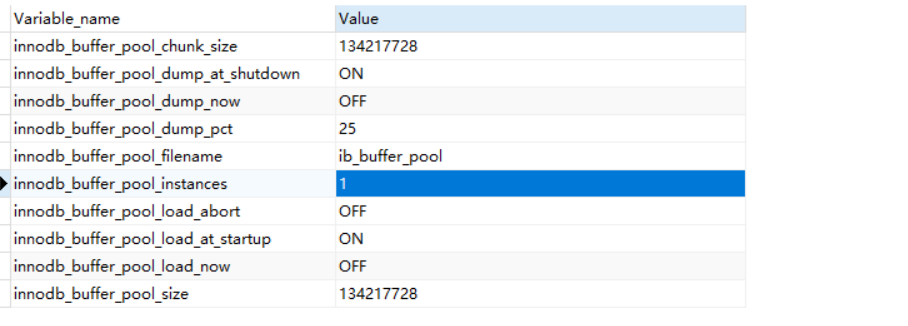 Variable_name Value
innodb_buffer_pool_chunk_size 134217728
innodb_buffer_pool_dump_at_shutdown ON
innodb_buffer_pool_dump_now OFF
innodb_buffer_pool_dump_pct 25
innodb_buffer_pool_filename ib_buffer_pool
innodb_buffer_pool_instances 1
innodb_buffer_pool_load_abort OFF
innodb_buffer_pool_load_at_startup ON
innodb_buffer_pool_load_now OFF
innodb_buffer_pool_size 134217728